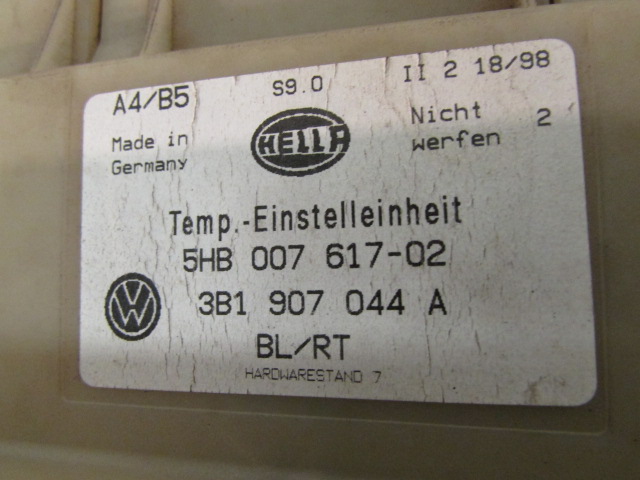 A4/B5 S9.0 II 2 18/98
Made in
Germany
HELLA
Nicht
werfen 2
Temp.-Einstelleinheit
5HB 007 617-02
VW 3B1 907 044 A
BL/RT
HARDWARESTAND 7